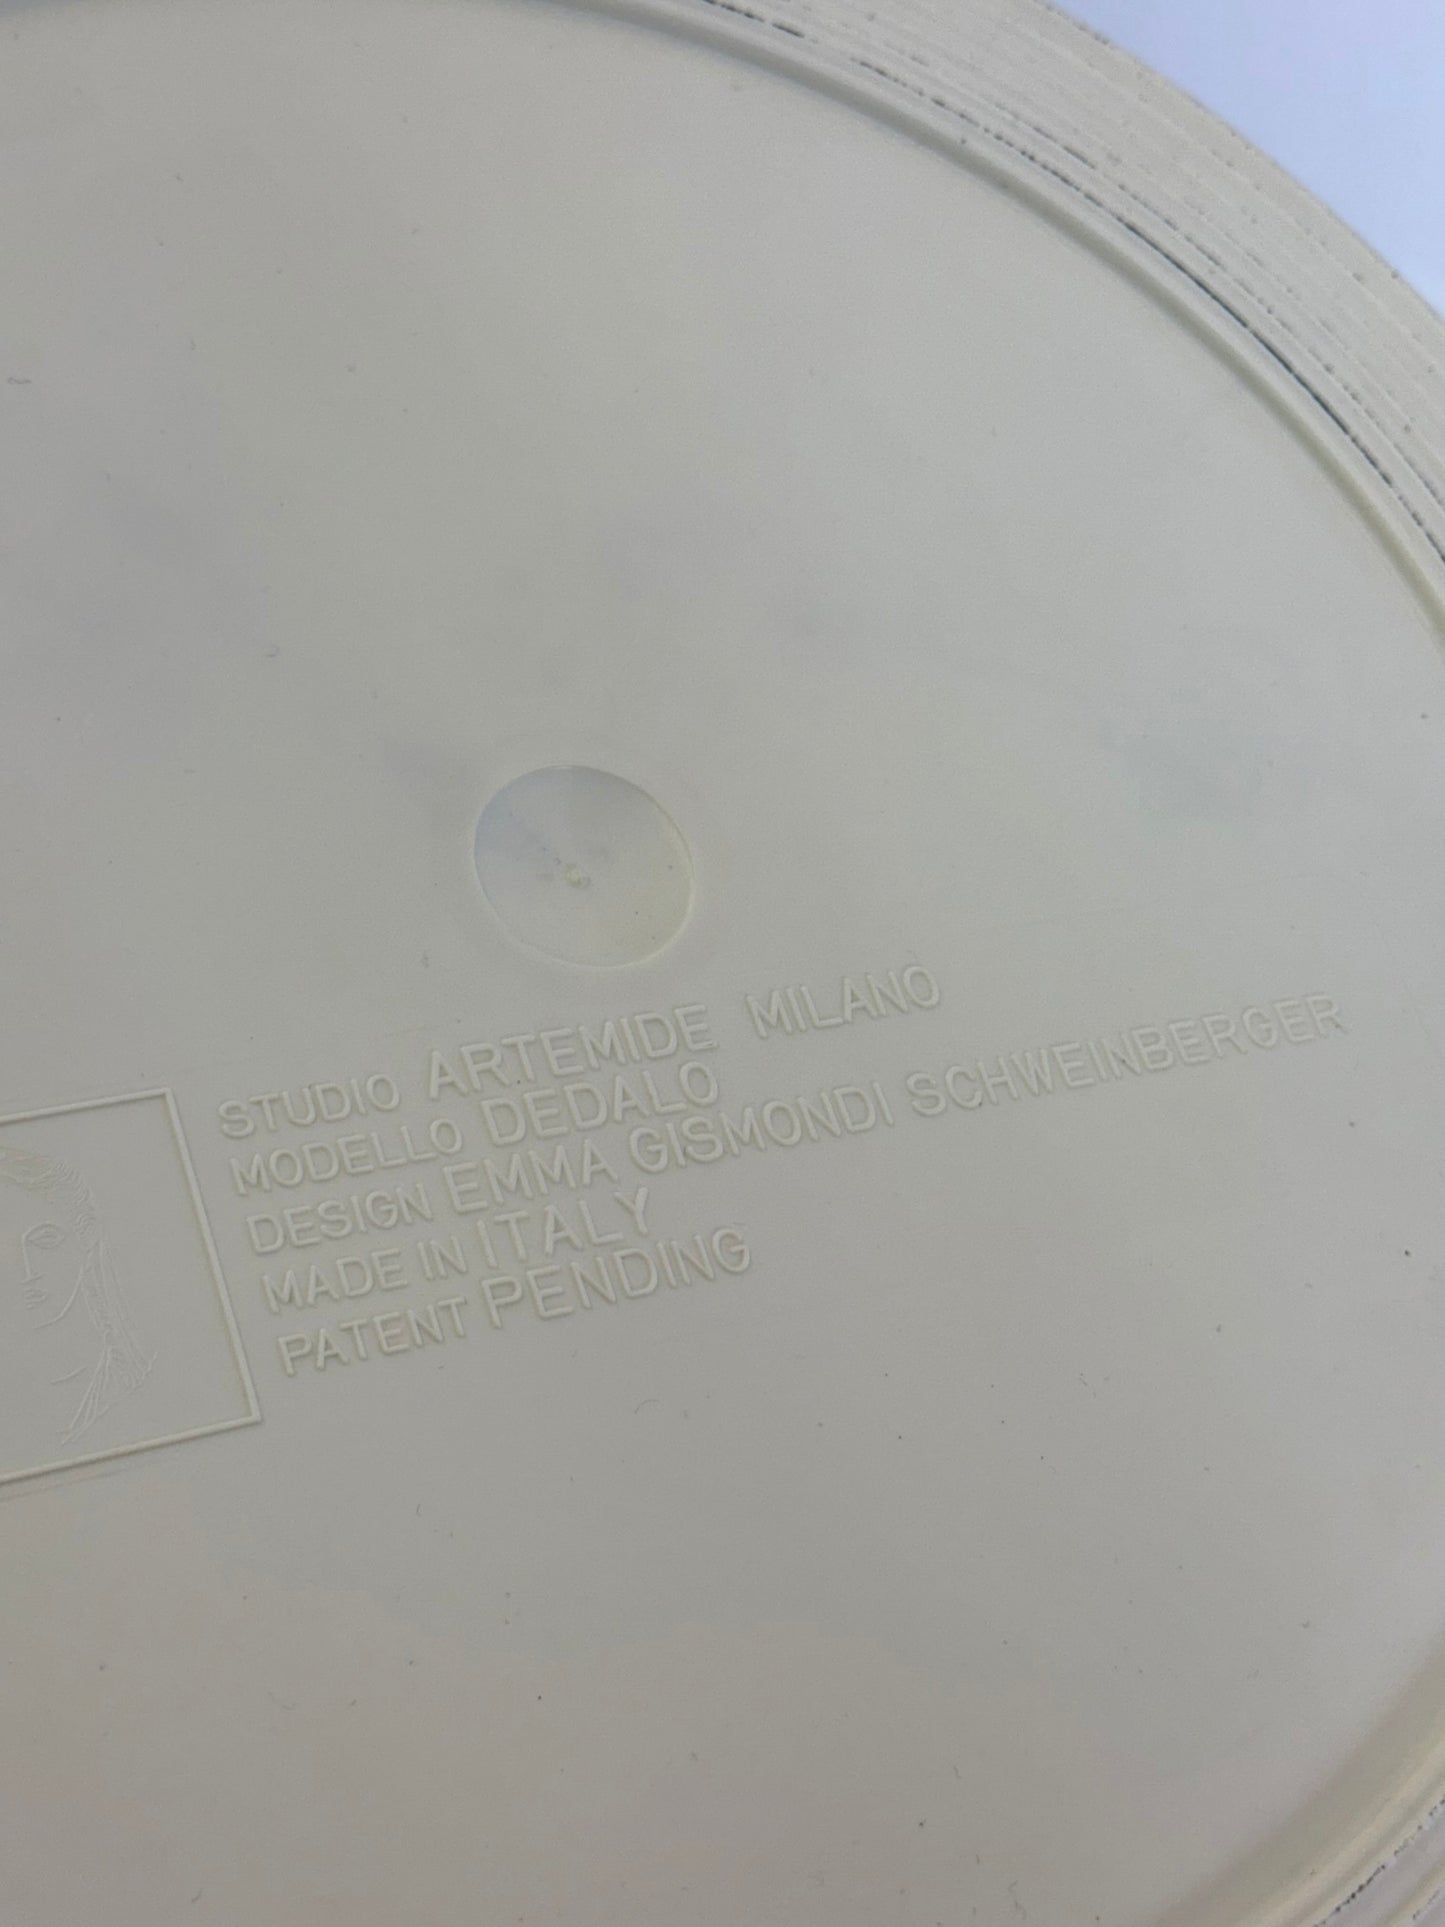 STUDIO ARTEMIDE MILANO
MODELLO DEDALO
DESIGN EMMA GISMONDI SCHWEINBERGER
MADE IN ITALY
PATENT PENDING